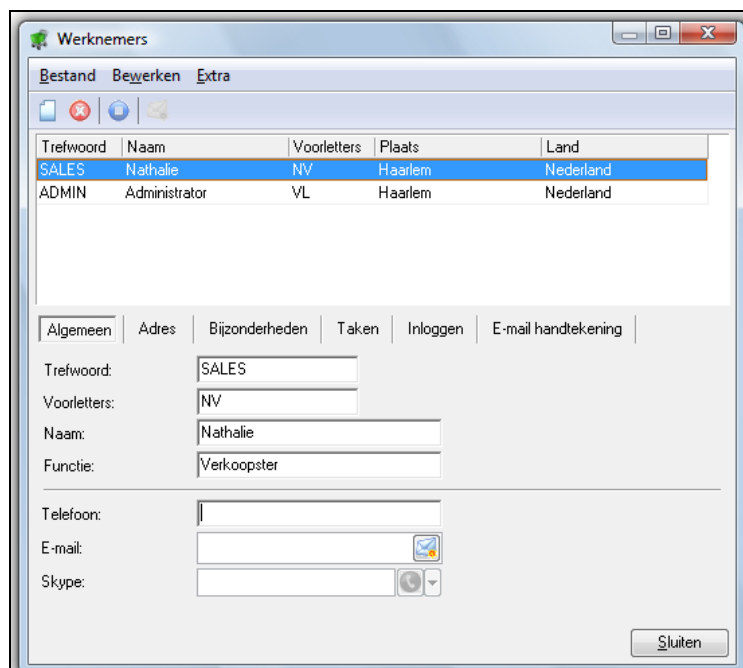 Werknemers
Bestand Bewerken Extra
Trefwoord Naam Voorletters Plaats Land
SALES Nathalie NV Haarlem Nederland
ADMIN Administrator VL Haarlem Nederland
Algemeen Adres Bijzonderheden Taken Inloggen E-mail handtekening
Trefwoord: SALES
Voorletters: NV
Naam: Nathalie
Functie: Verkoopster
Telefoon:
E-mail:
Skype:
Sluiten